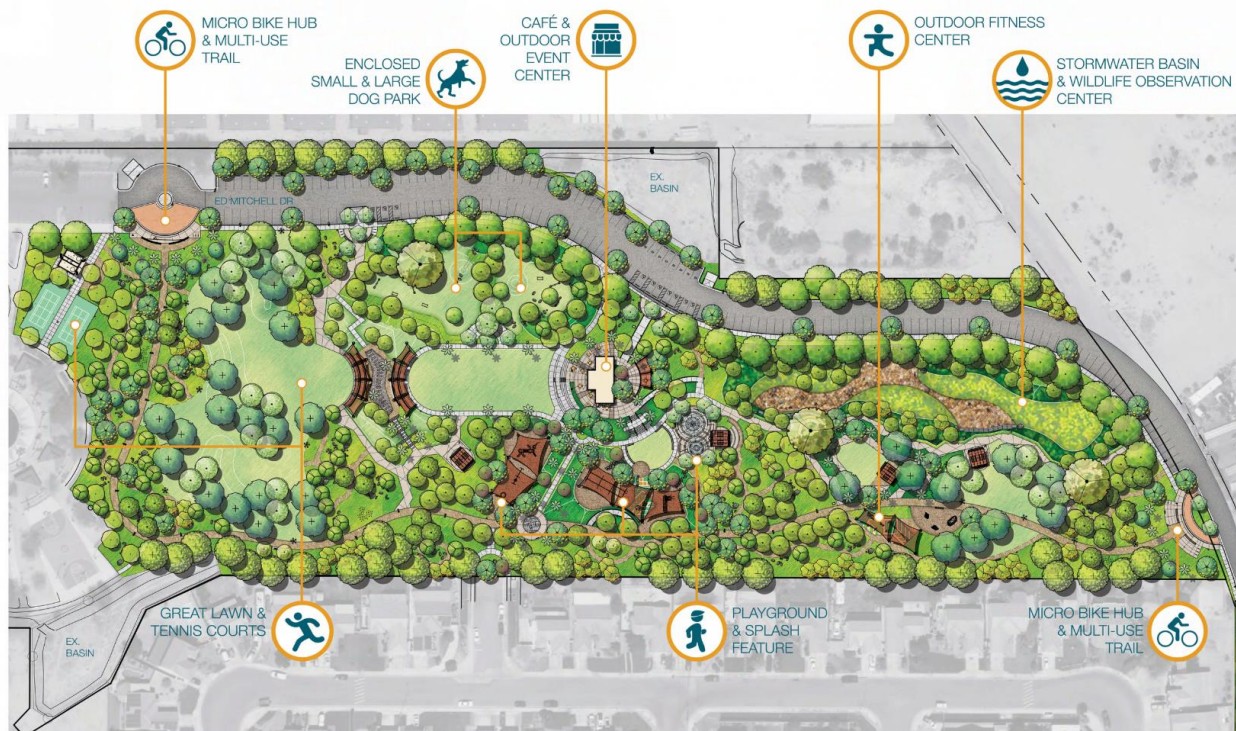 MICRO BIKE HUB
& MULTI-USE
TRAIL
ENCLOSED
SMALL & LARGE
DOG PARK
CAFÉ &
OUTDOOR
EVENT
CENTER
OUTDOOR FITNESS
CENTER
STORMWATER BASIN
& WILDLIFE OBSERVATION
CENTER
EX.
BASIN
ED MITCHELL DR.
GREAT LAWN &
TENNIS COURTS
PLAYGROUND
& SPLASH
FEATURE
MICRO BIKE HUB
& MULTI-USE
TRAIL
EX.
BASIN